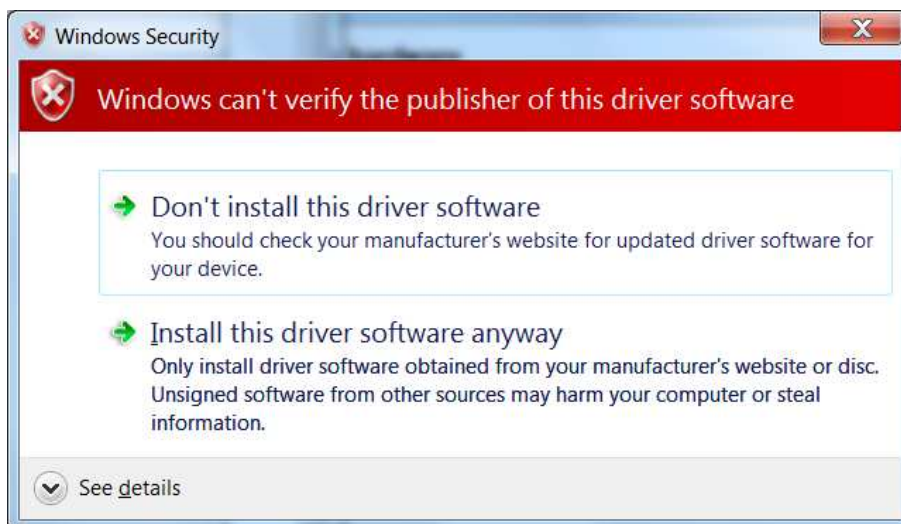 Windows Security
Windows can't verify the publisher of this driver software
Don't install this driver software
You should check your manufacturer's website for updated driver software for
your device.
Install this driver software anyway
Only install driver software obtained from your manufacturer's website or disc.
Unsigned software from other sources may harm your computer or steal
information.
See details